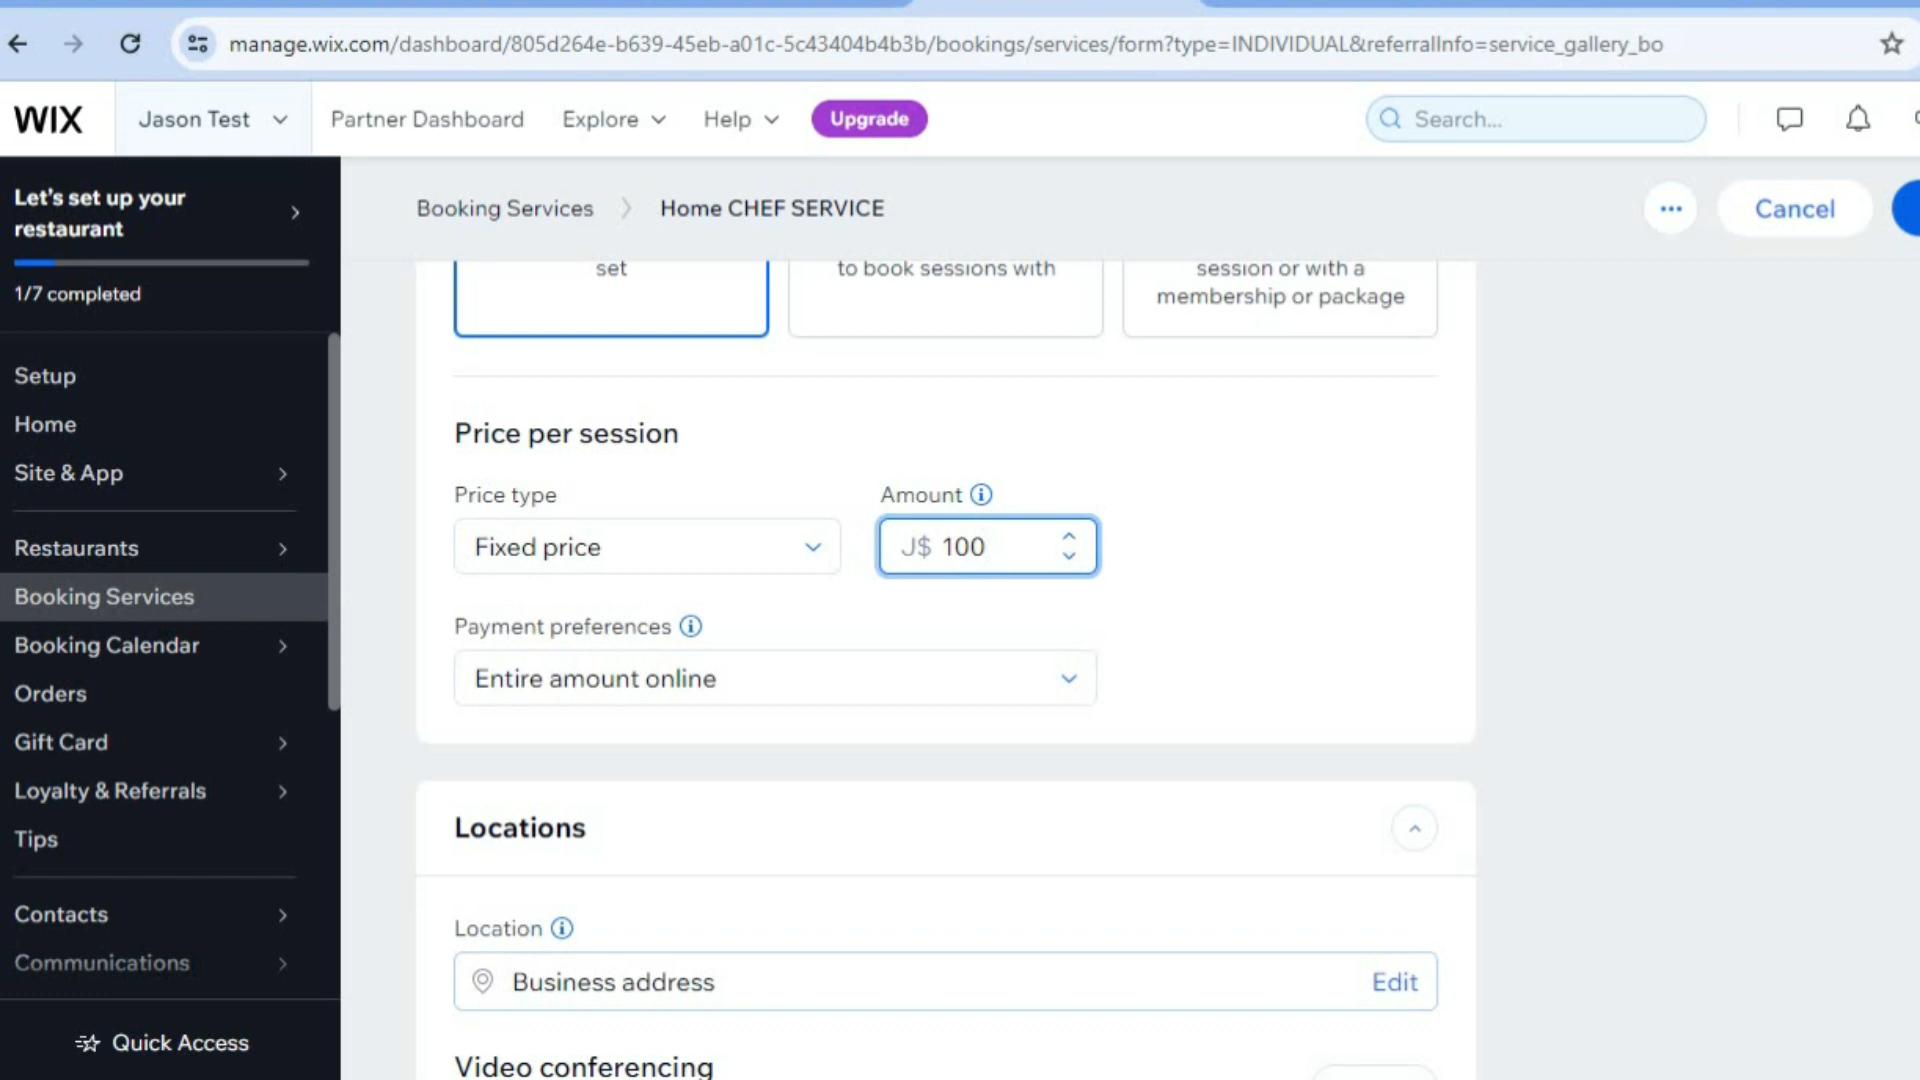 manage.wix.com/dashboard/805d264e-b639-45eb-a01c-5c43404b4b3b/bookings/services/form?type=INDIVIDUAL&referralInfo=service_gallery_bo
WIX
Jason Test
Partner Dashboard
Explore
Help
Upgrade
Search...
Let's set up your
restaurant
1/7 completed
Setup
Home
Site & App
Restaurants
Booking Services
Booking Calendar
Orders
Gift Card
Loyalty & Referrals
Tips
Contacts
Communications
Quick Access
Booking Services > Home CHEF SERVICE
Cancel
set
to book sessions with
session or with a
membership or package
Price per session
Price type
Amount
Fixed price
J$ 100
Payment preferences
Entire amount online
Locations
Location
Business address
Edit
Video conferencing